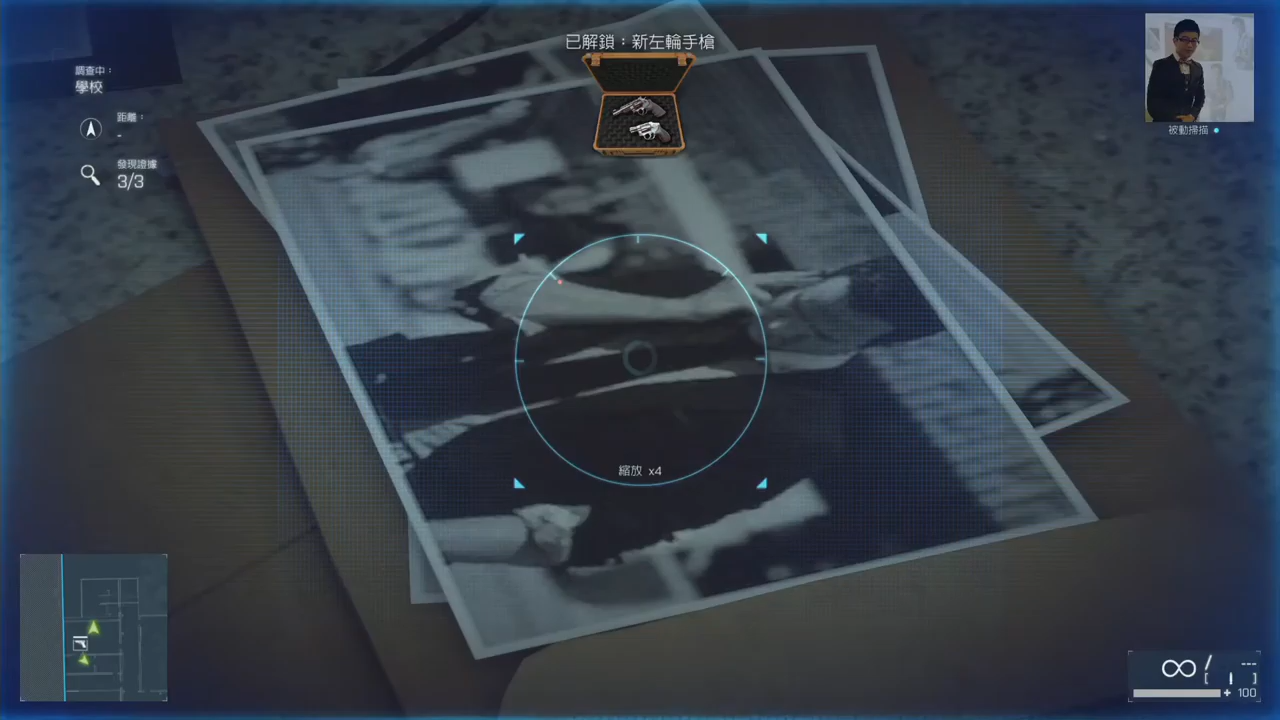 已解鎖：新左輪手槍
調查中：
學校
距離：
-
發現證據
3/3
被動掃描
縮放 x4
∞/
---
+ 100